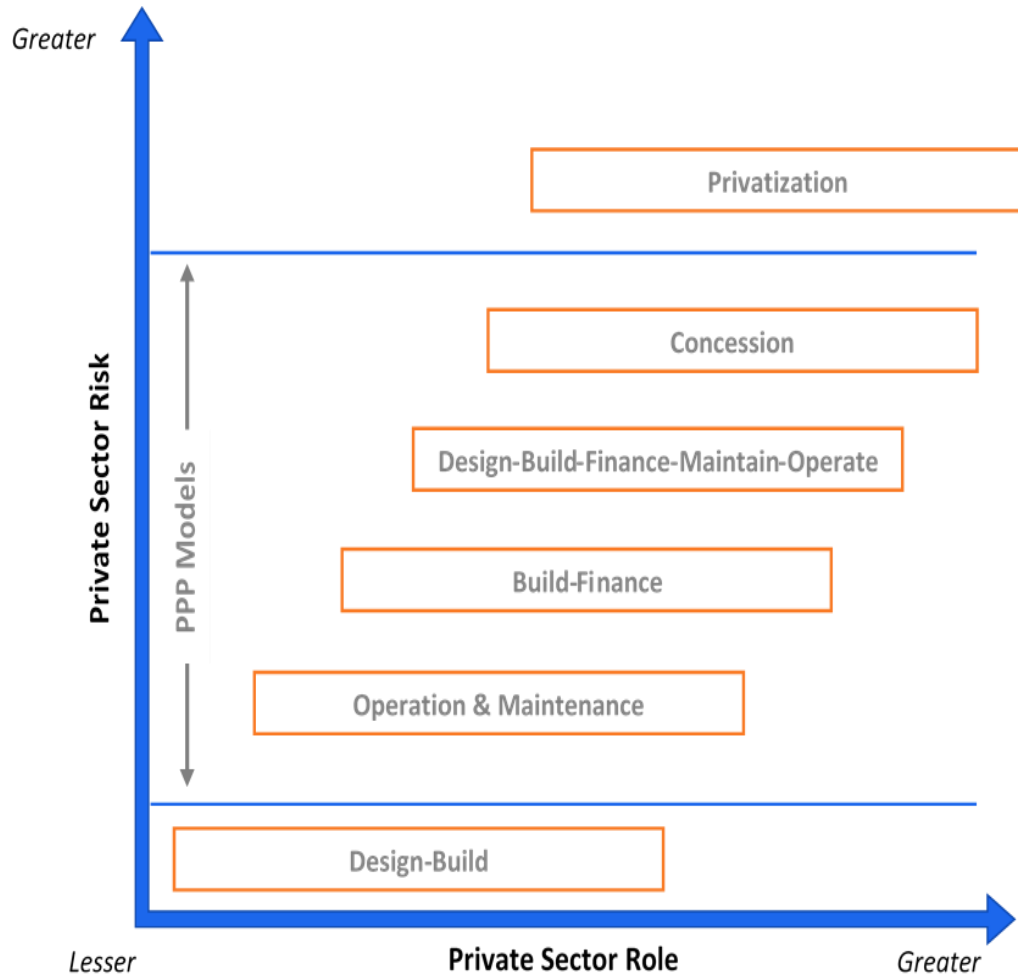 Greater
Privatization
Concession
Design-Build-Finance-Maintain-Operate
Build-Finance
Operation & Maintenance
Design-Build
PPP Models
Private Sector Risk
Lesser
Private Sector Role
Greater